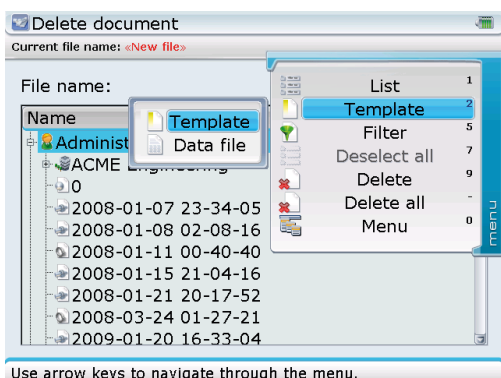 Delete document
Current file name: «New file»
File name:
Name
Administ
ACME Engineering
0
2008-01-07 23-34-05
2008-01-08 02-08-16
2008-01-11 00-40-40
2008-01-15 21-04-16
2008-01-21 20-17-52
2008-03-24 01-27-21
2009-01-20 16-33-04
Template
Data file
List 1
Template 2
Filter 5
Deselect all 7
Delete 9
Delete all -
Menu 0
menu
Use arrow keys to navigate through the menu.